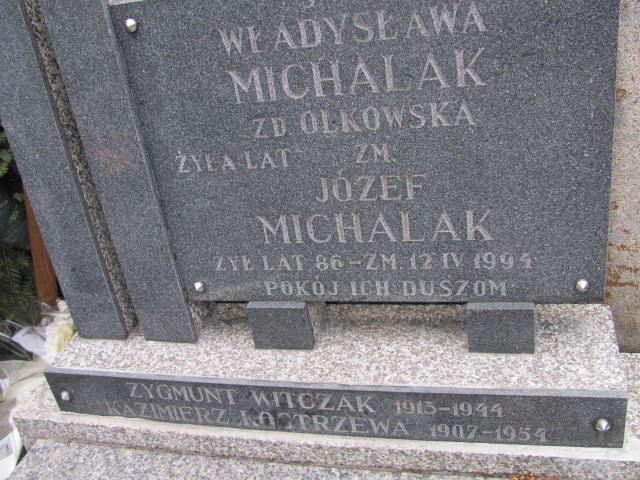 WŁADYSŁAWA
MICHALAK
ZD OLKOWSKA
ŻYŁA LAT ZM.
JÓZEF
MICHALAK
ŻYŁ LAT 86 - ZM. 12 IV 1994
POKÓJ ICH DUSZOM
ZYGMUNT WITCZAK 1913-1944
KAZIMIERZ KOSTRZEWA 1907-1954